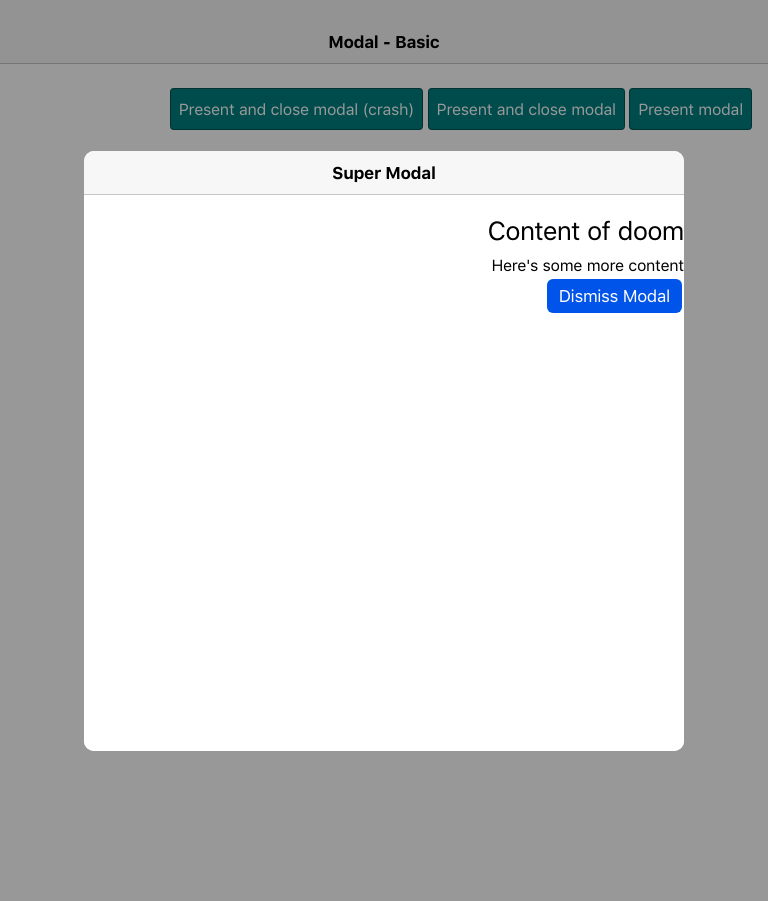 Modal - Basic
Present and close modal (crash) Present and close modal Present modal
Super Modal
Content of doom
Here's some more content
Dismiss Modal